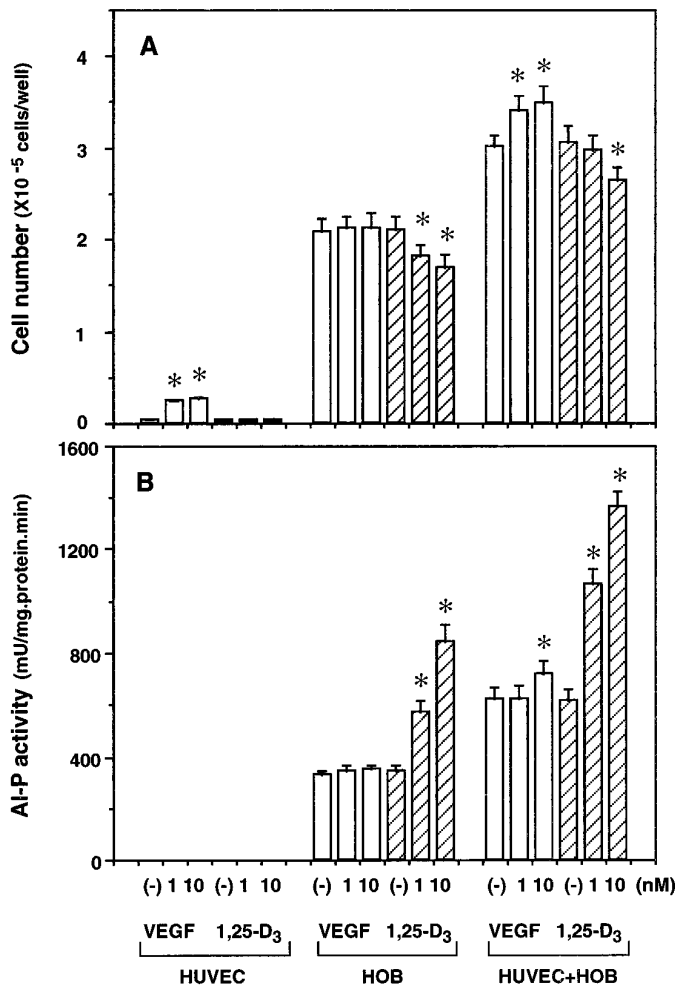 A
* * * * * * *
Cell number (X10 -5 cells/well)
4
3
2
1
0
B
* * * * *
Al-P activity (mU/mg.protein.min)
1600
1200
800
400
0
(-) 1 10 (-) 1 10 (-) 1 10 (-) 1 10 (-) 1 10 (-) 1 10 (nM)
VEGF 1,25-D3 VEGF 1,25-D3 VEGF 1,25-D3
HUVEC HOB HUVEC+HOB